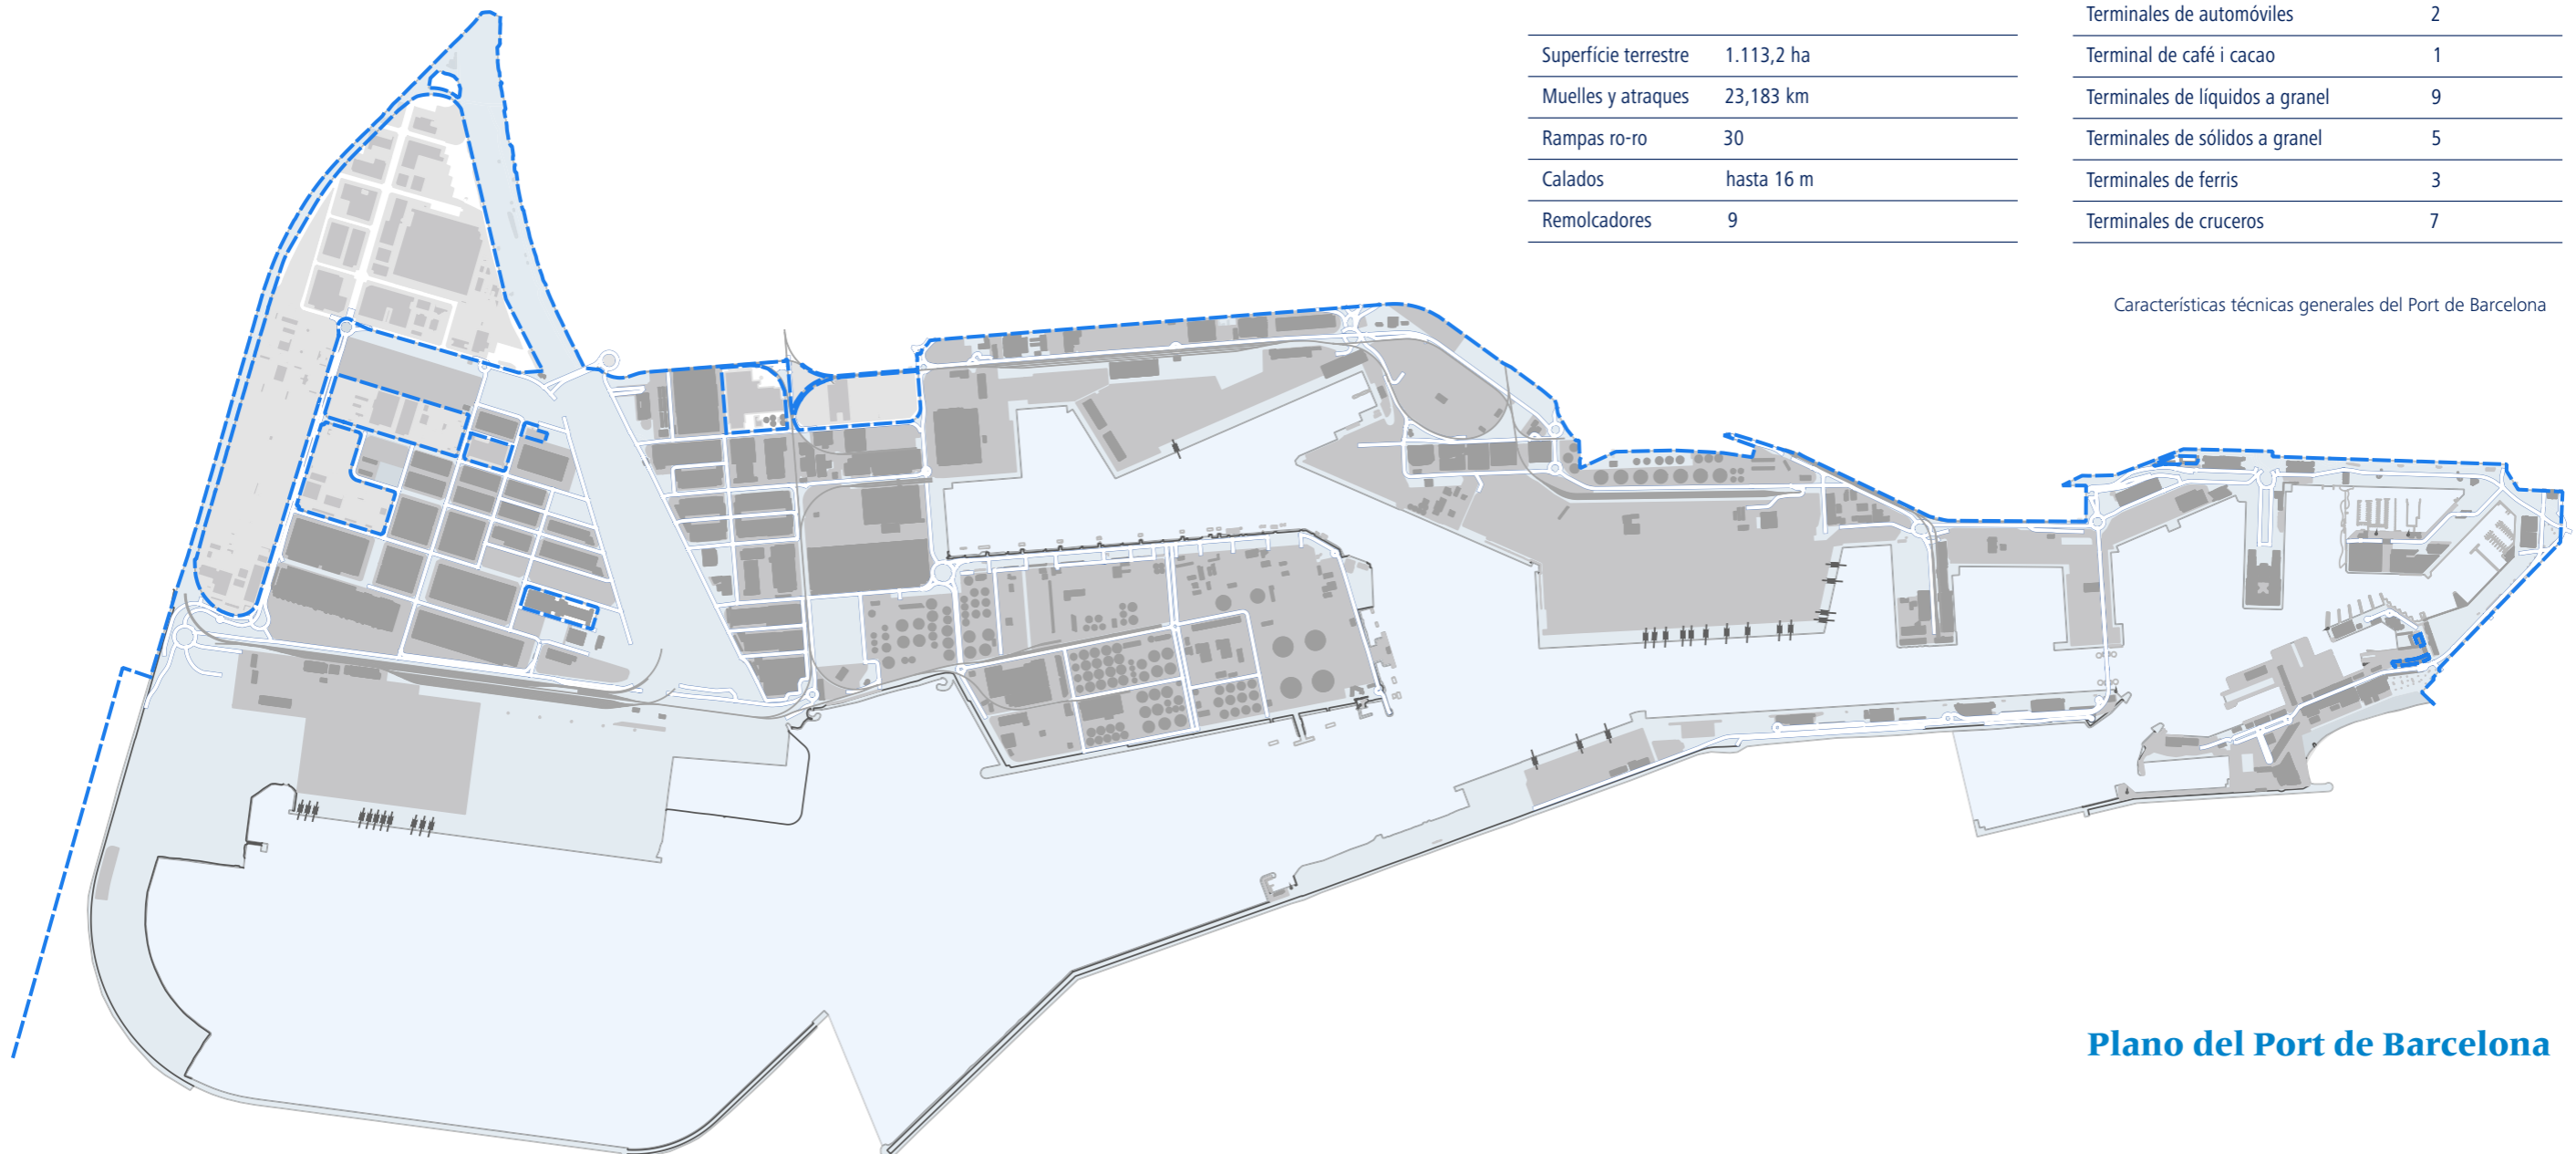 Superfície terrestre 1.113,2 ha
Muelles y atraques 23,183 km
Rampas ro-ro 30
Calados hasta 16 m
Remolcadores 9
Terminales de automóviles 2
Terminal de café i cacao 1
Terminales de líquidos a granel 9
Terminales de sólidos a granel 5
Terminales de ferris 3
Terminales de cruceros 7
Características técnicas generales del Port de Barcelona
Plano del Port de Barcelona